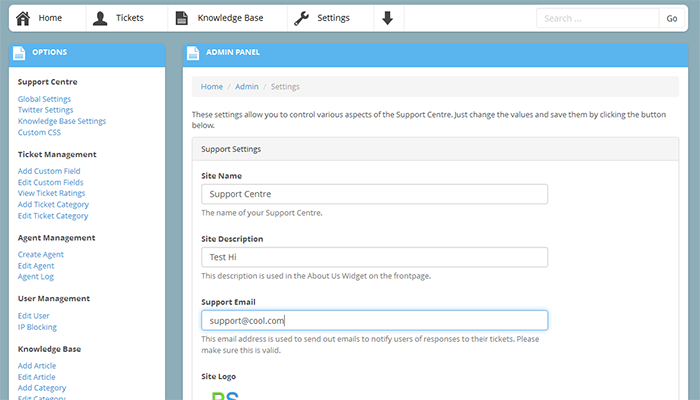 Home
Tickets
Knowledge Base
Settings
Search ...
Go
OPTIONS
Support Centre
Global Settings
Twitter Settings
Knowledge Base Settings
Custom CSS
Ticket Management
Add Custom Field
Edit Custom Fields
View Ticket Ratings
Add Ticket Category
Edit Ticket Category
Agent Management
Create Agent
Edit Agent
Agent Log
User Management
Edit User
IP Blocking
Knowledge Base
Add Article
Edit Article
Add Category
Edit Category
ADMIN PANEL
Home / Admin / Settings
These settings allow you to control various aspects of the Support Centre. Just change the values and save them by clicking the button
below.
Support Settings
Site Name
Support Centre
The name of your Support Centre.
Site Description
Test Hi
This description is used in the About Us Widget on the frontpage.
Support Email
support@cool.com
This email address is used to send out emails to notify users of responses to their tickets. Please
make sure this is valid.
Site Logo